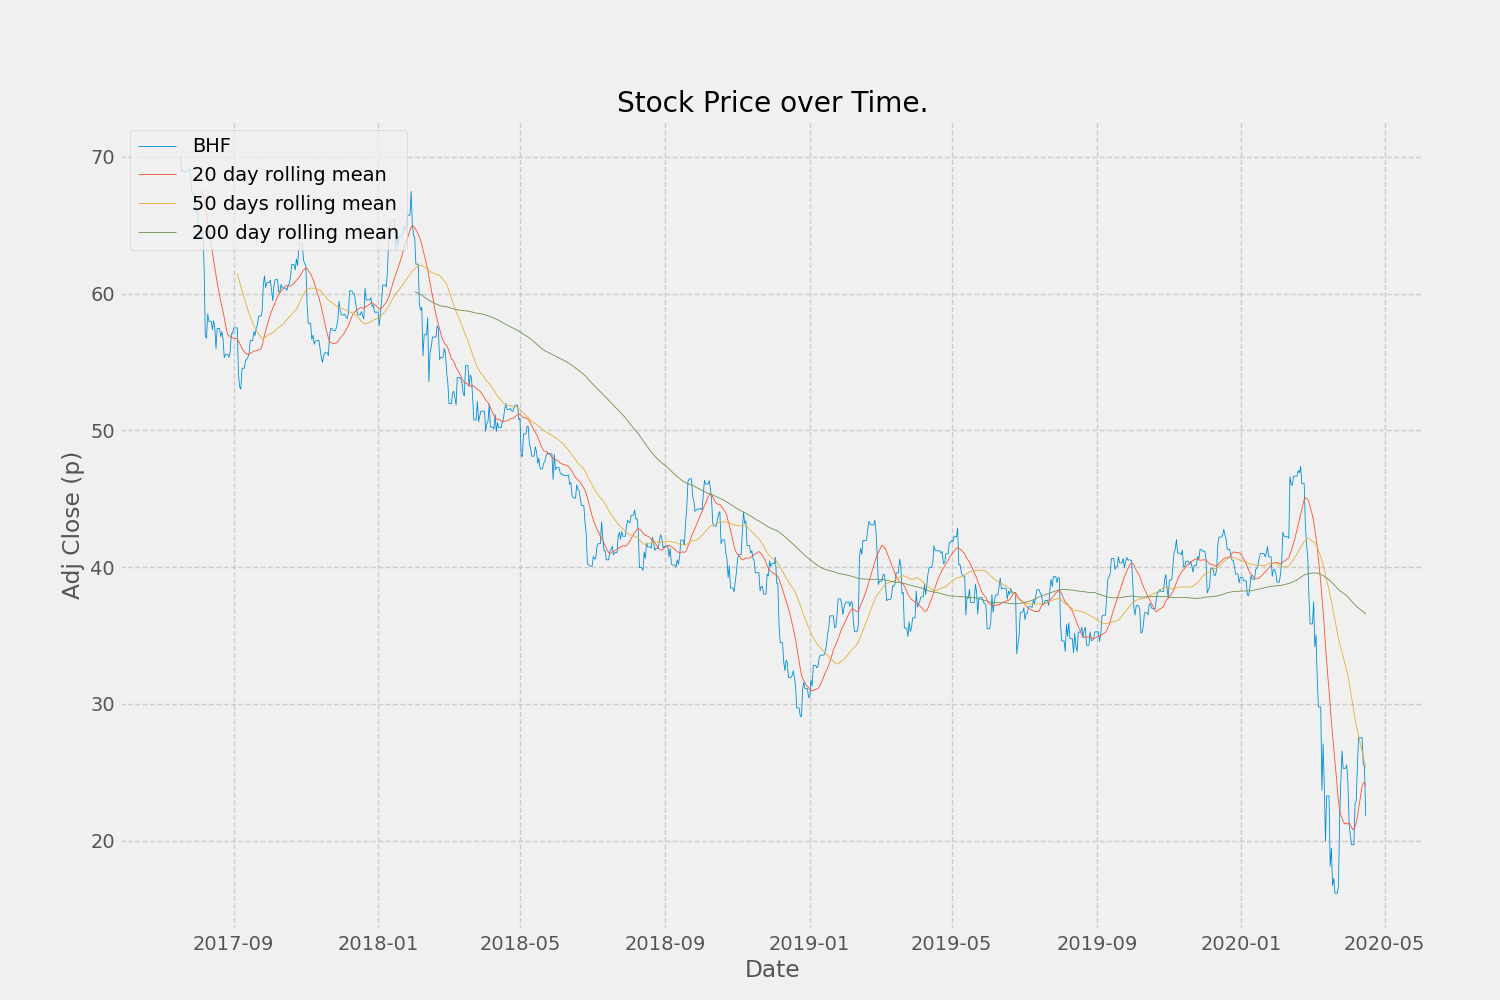 Stock Price over Time.
BHF
20 day rolling mean
50 days rolling mean
200 day rolling mean
Adj Close (p)
70
60
50
40
30
20
2017-09
2018-01
2018-05
2018-09
2019-01
2019-05
2019-09
2020-01
2020-05
Date